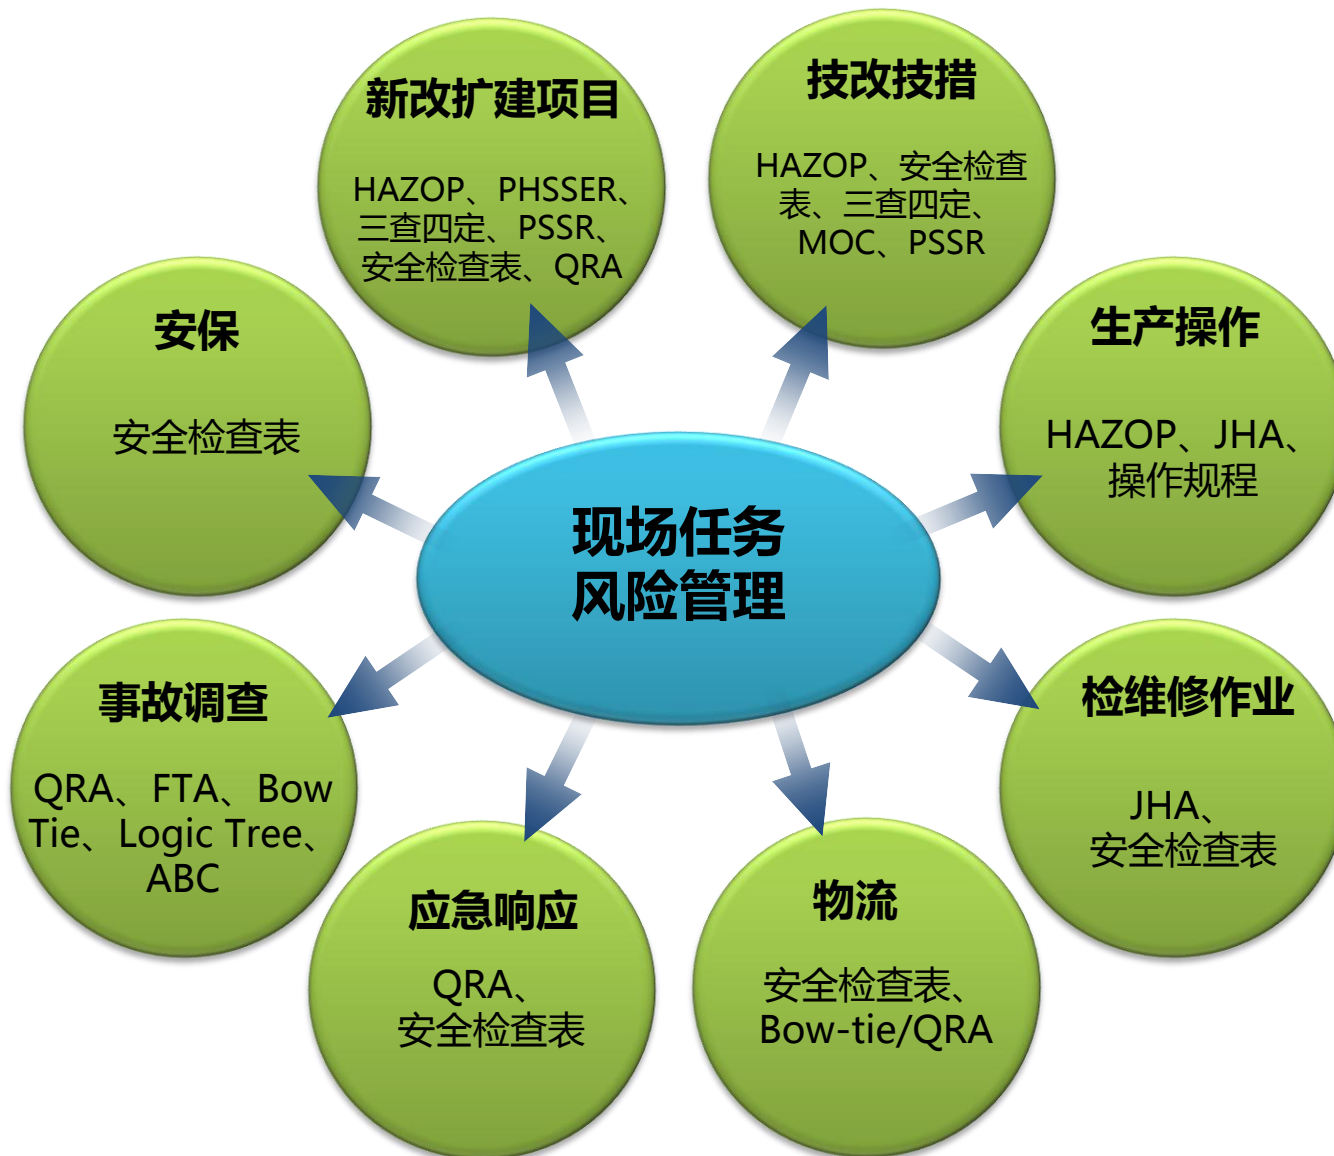 新改扩建项目
HAZOP、PHSSER、
三查四定、PSSR、
安全检查表、QRA
技改技措
HAZOP、安全检查
表、三查四定、
MOC、PSSR
安保
安全检查表
生产操作
HAZOP、JHA、
操作规程
现场任务
风险管理
事故调查
QRA、FTA、Bow
Tie、Logic Tree、
ABC
检维修作业
JHA、
安全检查表
应急响应
QRA、
安全检查表
物流
安全检查表、
Bow-tie/QRA